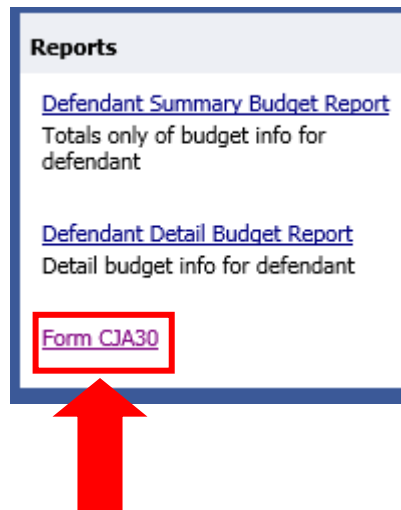 Reports
Defendant Summary Budget Report
Totals only of budget info for
defendant
Defendant Detail Budget Report
Detail budget info for defendant
Form CJA30